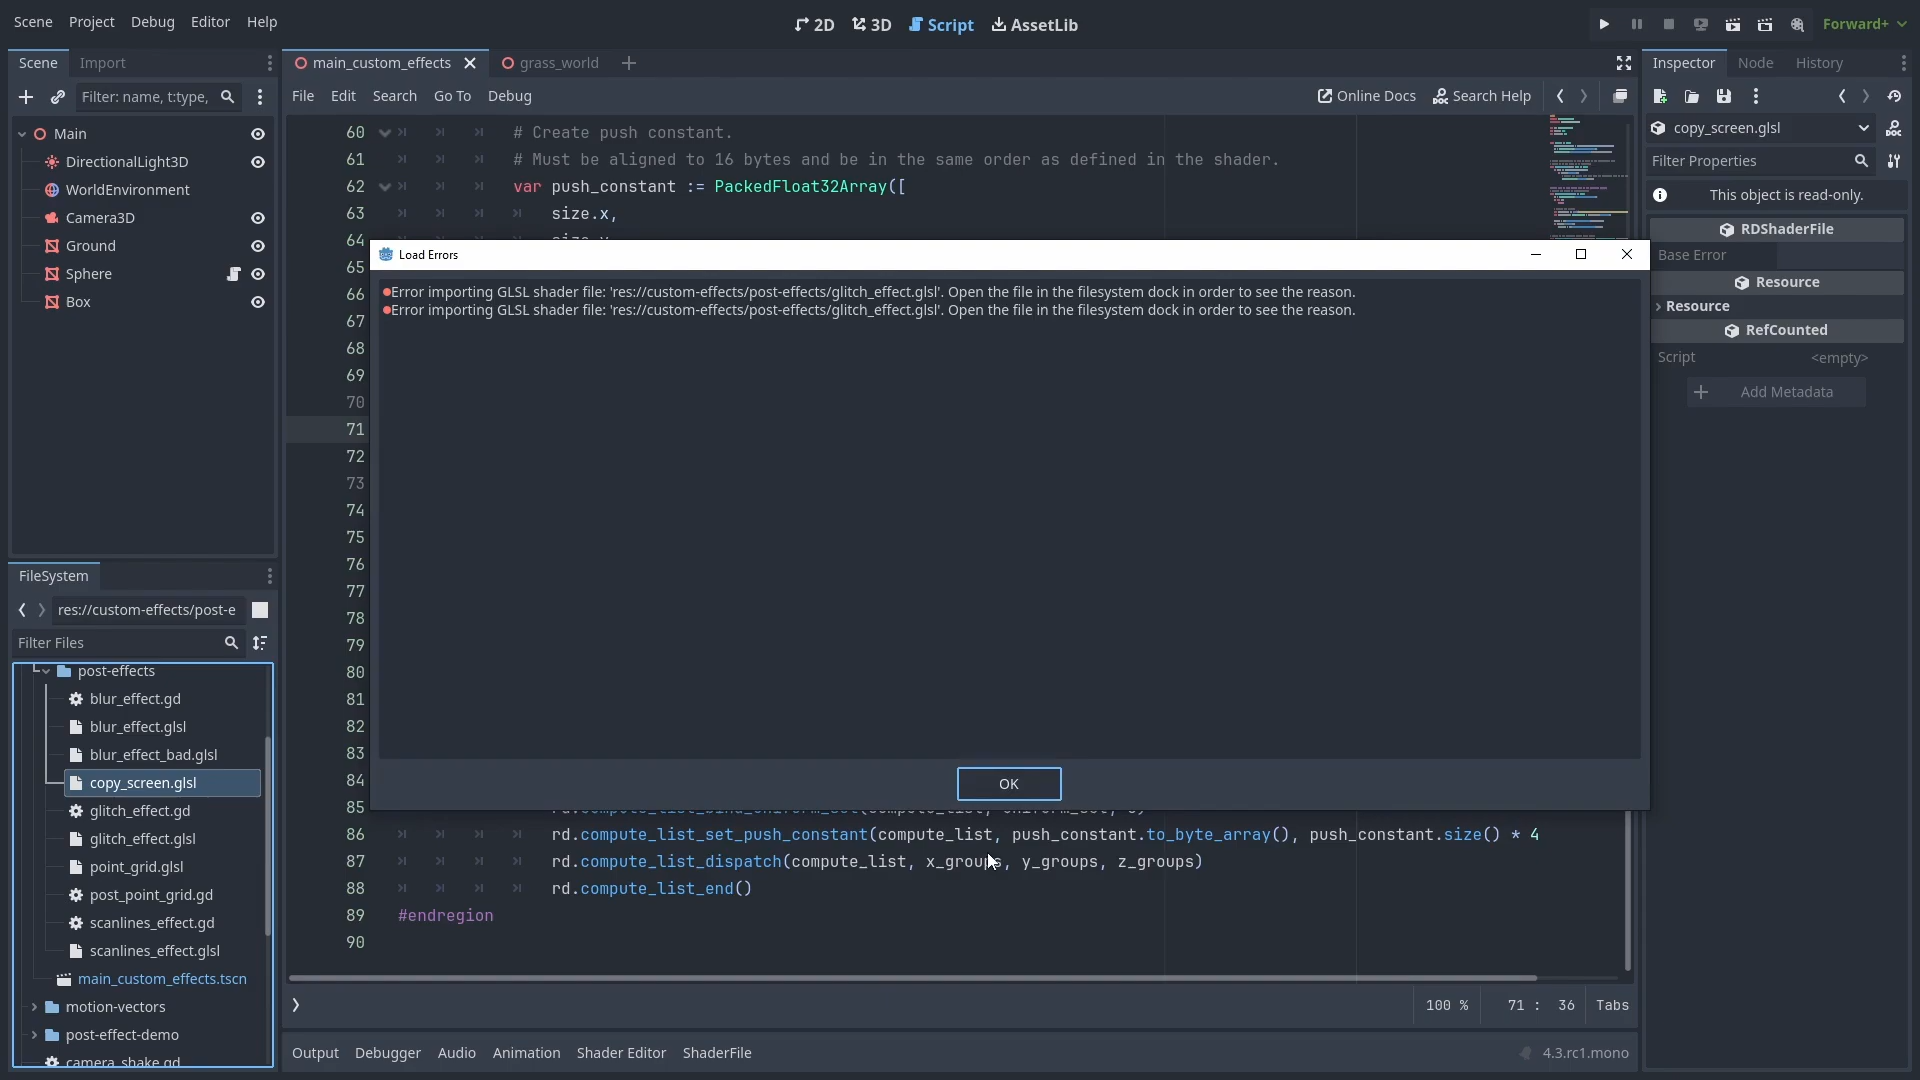 Scene Project Debug Editor Help
2D 3D Script AssetLib
Forward+
Scene Import
main_custom_effects grass_world
Inspector Node History
Filter: name, t:type,
File Edit Search Go To Debug
Online Docs Search Help
Main
DirectionalLight3D
WorldEnvironment
Camera3D
Ground
Sphere
Box
60 # Create push constant.
61 # Must be aligned to 16 bytes and be in the same order as defined in the shader.
62 var push_constant := PackedFloat32Array([
63 size.x,
64
65
66
67
68
69
70
71
72
73
74
75
76
77
78
79
80
81
82
83
84
85
86 rd.compute_list_set_push_constant(compute_list, push_constant.to_byte_array(), push_constant.size() * 4
87 rd.compute_list_dispatch(compute_list, x_groups, y_groups, z_groups)
88 rd.compute_list_end()
89 #endregion
90
Load Errors
Error importing GLSL shader file: 'res://custom-effects/post-effects/glitch_effect.glsl'. Open the file in the filesystem dock in order to see the reason.
Error importing GLSL shader file: 'res://custom-effects/post-effects/glitch_effect.glsl'. Open the file in the filesystem dock in order to see the reason.
OK
copy_screen.glsl
Filter Properties
This object is read-only.
RDShaderFile
Base Error
Resource
Resource
RefCounted
Script <empty>
Add Metadata
FileSystem
res://custom-effects/post-e
Filter Files
post-effects
blur_effect.gd
blur_effect.glsl
blur_effect_bad.glsl
copy_screen.glsl
glitch_effect.gd
glitch_effect.glsl
point_grid.glsl
post_point_grid.gd
scanlines_effect.gd
scanlines_effect.glsl
main_custom_effects.tscn
motion-vectors
post-effect-demo
camera_shake.gd
100 % 71 : 36 Tabs
Output Debugger Audio Animation Shader Editor ShaderFile
4.3.rc1.mono